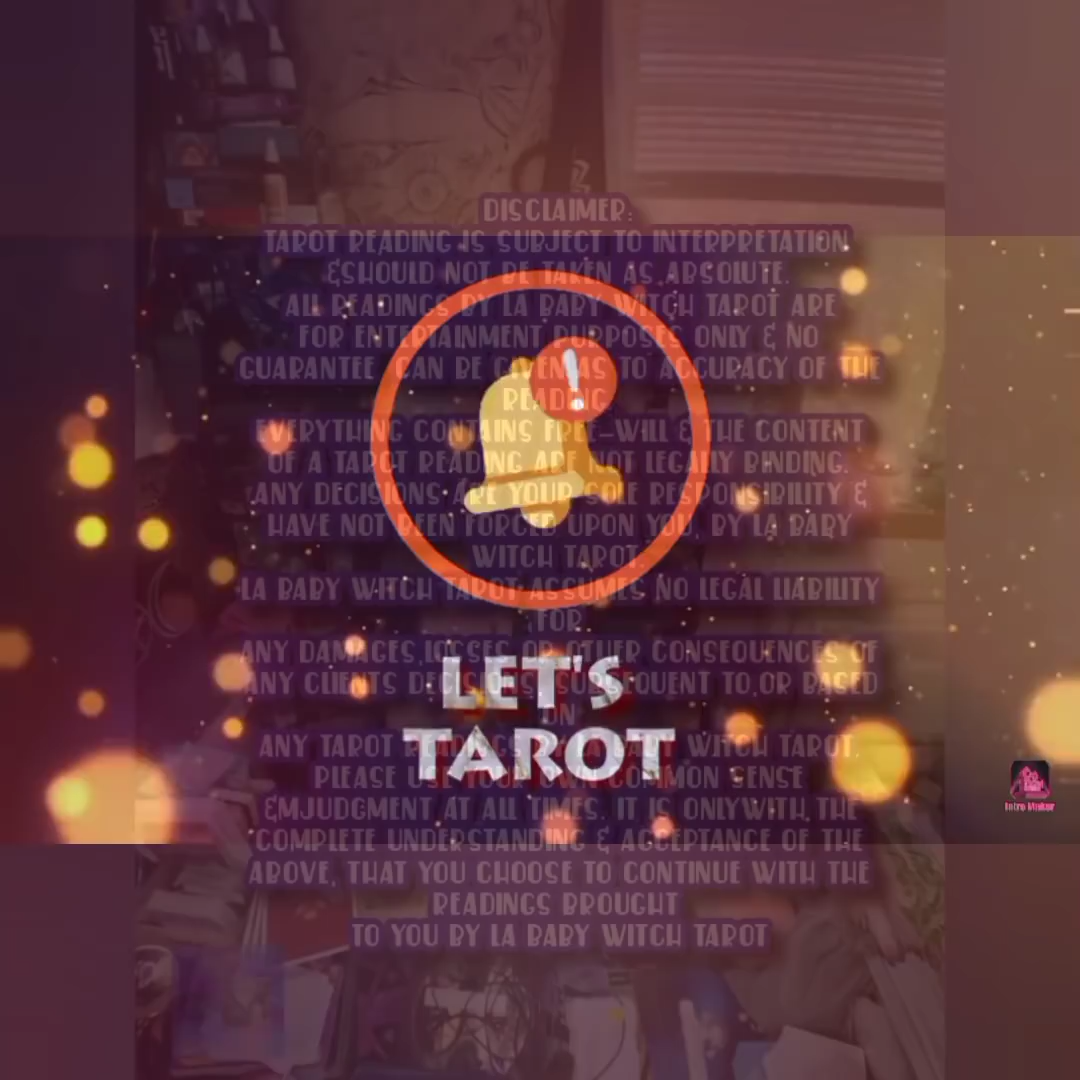 DISCLAIMER:
TAROT READING IS SUBJECT TO INTERPRETATION
&SHOULD NOT BE TAKEN AS ABSOLUTE.
ALL READINGS BY LA BABY WITCH TAROT ARE
FOR ENTERTAINMENT PURPOSES ONLY & NO
GUARANTEE CAN BE GIVEN AS TO ACCURACY OF THE
READING
EVERYTHING CONTAINS FREE-WILL & THE CONTENT
OF A TAROT READING ARE NOT LEGALLY BINDING.
ANY DECISIONS ARE YOUR SOLE RESPONSIBILITY &
HAVE NOT BEEN FORCED UPON YOU, BY LA BABY
WITCH TAROT.
LA BABY WITCH TAROT ASSUMES NO LEGAL LIABILITY
FOR
ANY DAMAGES, LOSSES OR OTHER CONSEQUENCES OF
ANY CLIENTS DECISIONS, SUBSEQUENT TO, OR BASED
ON
ANY TAROT READINGS WITCH TAROT,
PLEASE USE YOUR OWN COMMON SENSE
&MJUDGMENT AT ALL TIMES. IT IS ONLYWITH THE
COMPLETE UNDERSTANDING & ACCEPTANCE OF THE
ABOVE, THAT YOU CHOOSE TO CONTINUE WITH THE
READINGS BROUGHT
TO YOU BY LA BABY WITCH TAROT
LET'S
TAROT
Intro Maker